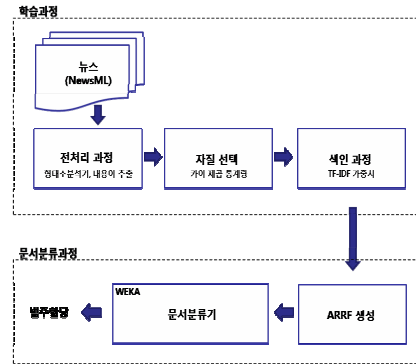 학습과정
뉴스
(NewsML)
전처리 과정
형태소분석기, 내용어 추출
자질 선택
카이 제곱 통계량
색인 과정
TF-IDF 가중치
문서분류과정
WEKA
범주할당
문서분류기
ARRF 생성